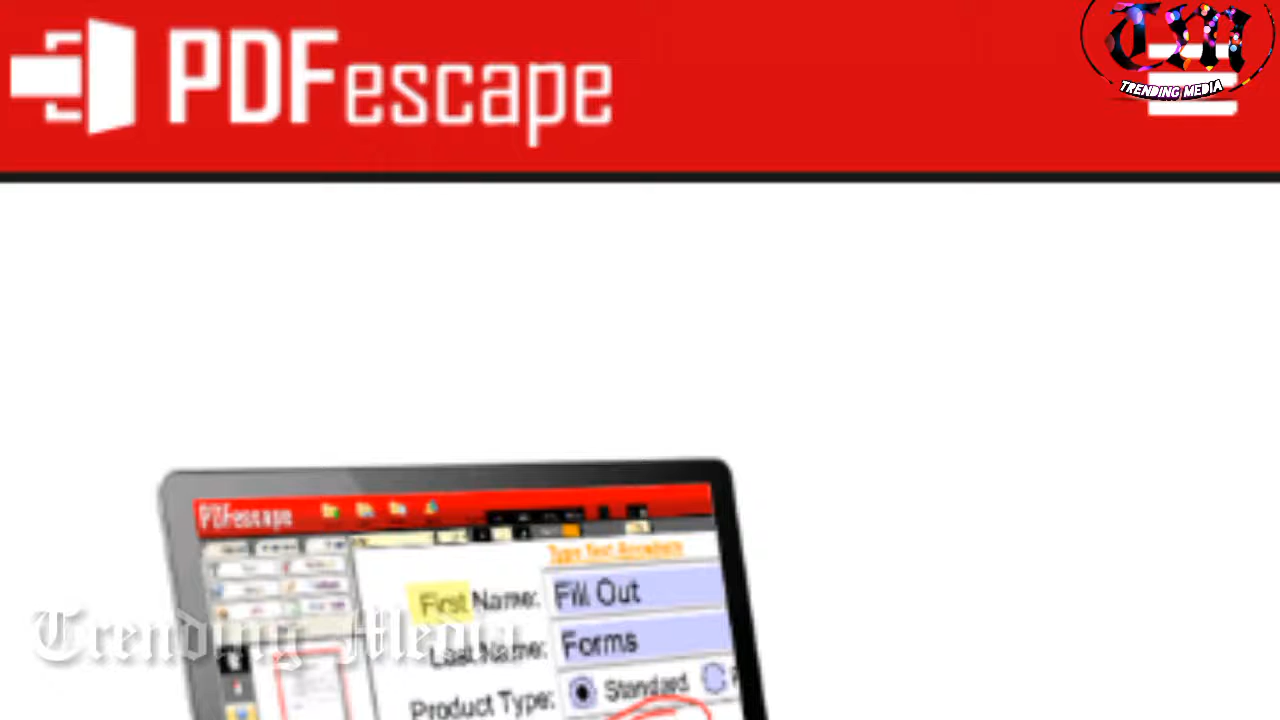 PDFescape
TM
TRENDING MEDIA
PDFescape
Type Text Anywhere
First Name: Fill Out
Last Name: Forms
Product Type: Standard
Trending Media